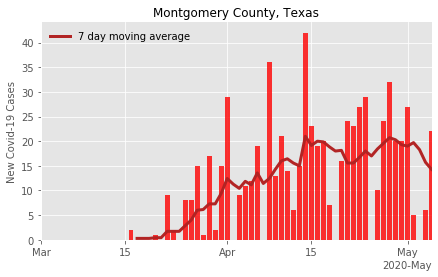 Montgomery County, Texas
7 day moving average
New Covid-19 Cases
40
35
30
25
20
15
10
5
0
Mar
15
Apr
15
May
2020-May